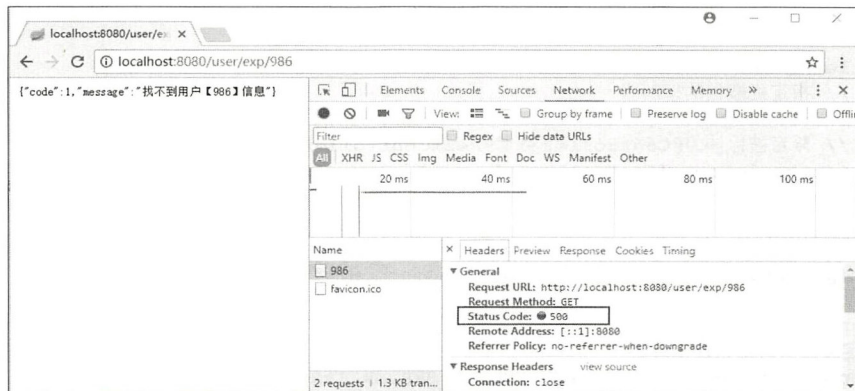 localhost:8080/user/ex
localhost:8080/user/exp/986
{"code":1,"message":"找不到用户【986】信息"}
Elements Console Sources Network Performance Memory »
View: Group by frame Preserve log Disable cache Offli
Filter Regex Hide data URLs
All XHR JS CSS Img Media Font Doc WS Manifest Other
20 ms 40 ms 60 ms 80 ms 100 ms
Name × Headers Preview Response Cookies Timing
986
favicon.ico
▼ General
Request URL: http://localhost:8080/user/exp/986
Request Method: GET
Status Code: 500
Remote Address: [::1]:8080
Referrer Policy: no-referrer-when-downgrade
▼ Response Headers view source
Connection: close
2 requests | 1.3 KB tran...